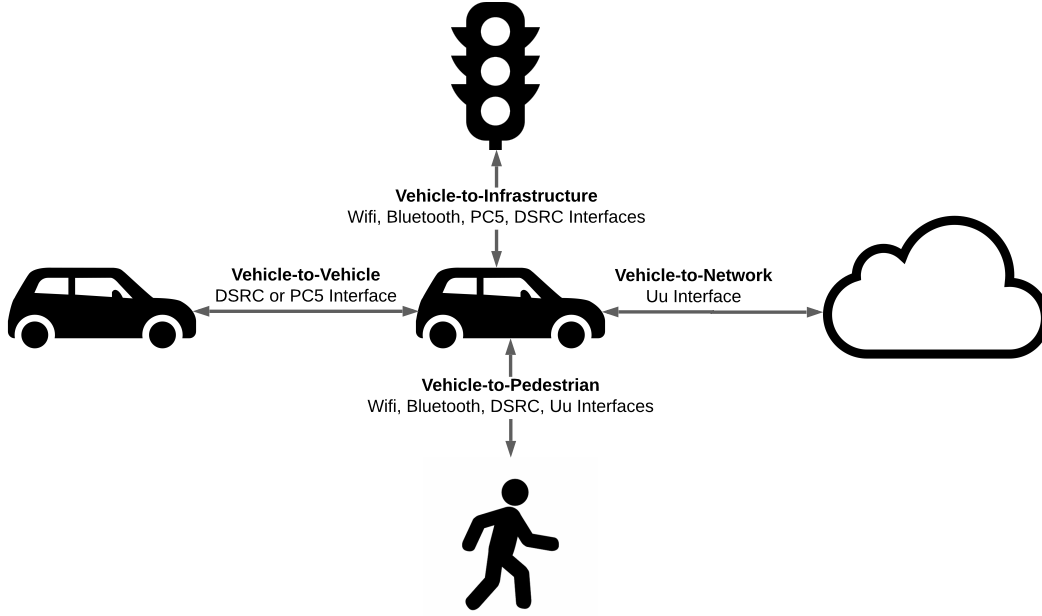 Vehicle-to-Infrastructure
Wifi, Bluetooth, PC5, DSRC Interfaces
Vehicle-to-Vehicle
DSRC or PC5 Interface
Vehicle-to-Network
Uu Interface
Vehicle-to-Pedestrian
Wifi, Bluetooth, DSRC, Uu Interfaces